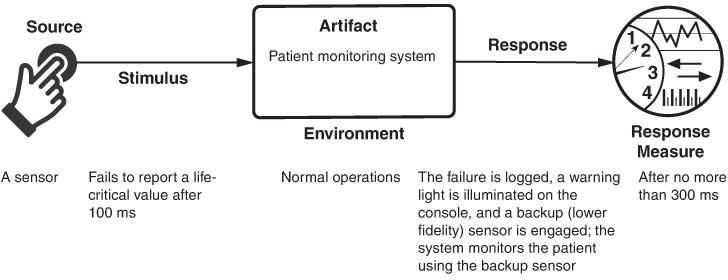 Source
Stimulus
Artifact
Patient monitoring system
Environment
Response
1
2
3
4
Response
Measure
A sensor
Fails to report a life-
critical value after
100 ms
Normal operations
The failure is logged, a warning
light is illuminated on the
console, and a backup (lower
fidelity) sensor is engaged; the
system monitors the patient
using the backup sensor
After no more
than 300 ms